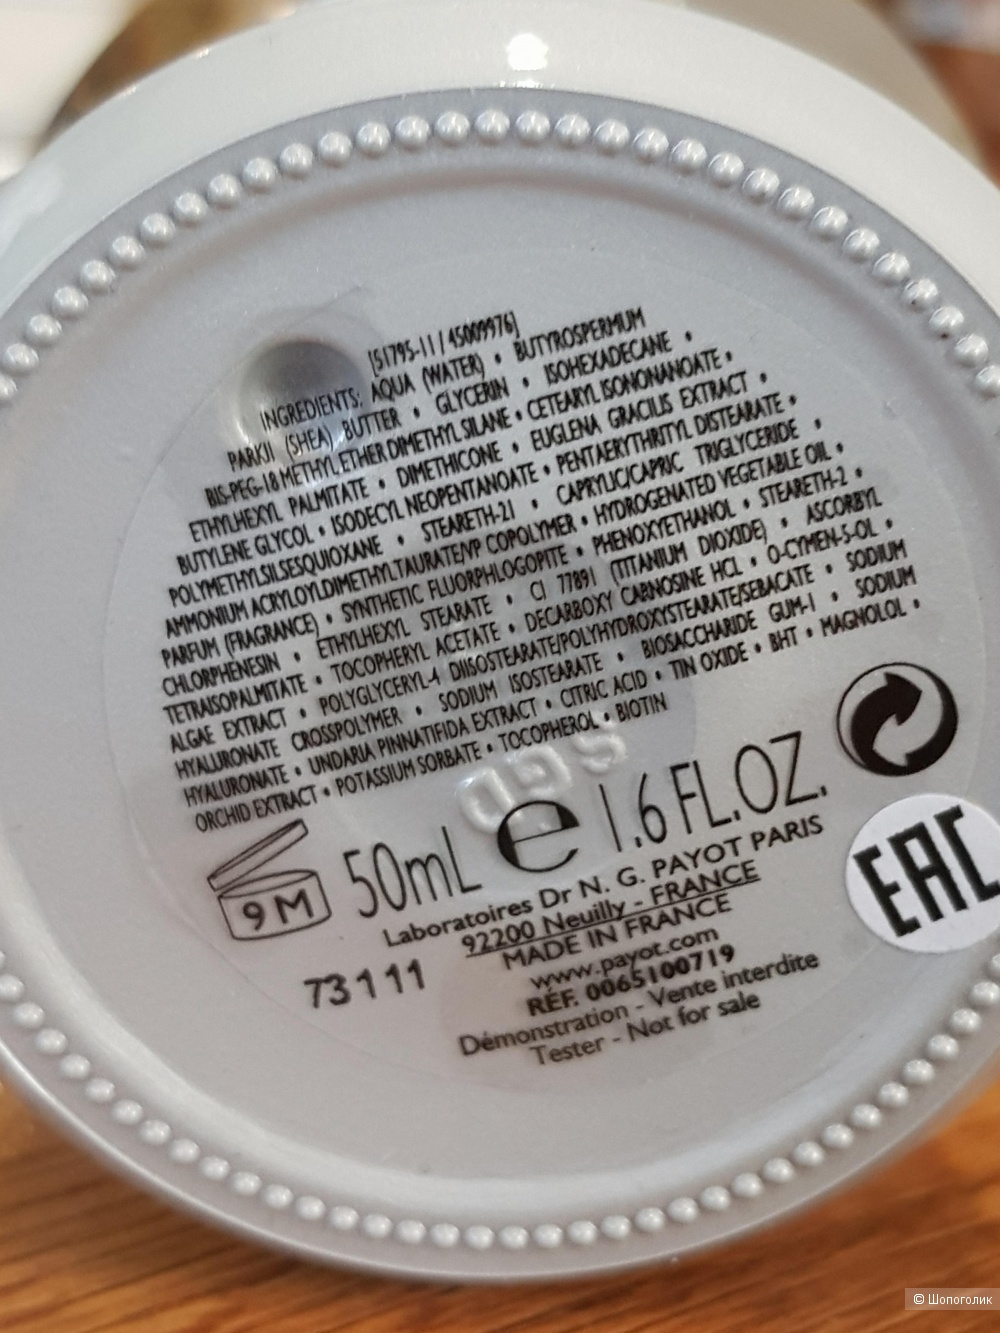 [51795-11/45009976]
INGREDIENTS: AQUA (WATER) • BUTYROSPERMUM
PARKII (SHEA) BUTTER • GLYCERIN • ISOHEXADECANE •
BIS-PEG-18 METHYL ETHER DIMETHYL SILANE • CETEARYL ISONONANOATE •
ETHYLHEXYL PALMITATE • DIMETHICONE • EUGLENA GRACILIS EXTRACT •
BUTYLENE GLYCOL • ISODECYL NEOPENTANOATE • PENTAERYTHRITYL DISTEARATE •
POLYMETHYLSILSESQUIOXANE • STEARETH-21 • CAPRYLIC/CAPRIC TRIGLYCERIDE •
AMMONIUM ACRYLOYLDIMETHYLTAURATE/VP COPOLYMER • HYDROGENATED VEGETABLE OIL •
PARFUM (FRAGRANCE) • SYNTHETIC FLUORPHLOGOPITE • PHENOXYETHANOL • STEARETH-2 •
CHLORPHENESIN • ETHYLHEXYL STEARATE • CI 77891 (TITANIUM DIOXIDE) • ASCORBYL
TETRAISOPALMITATE • TOCOPHERYL ACETATE • DECARBOXY CARNOSINE HCL • O-CYMEN-5-OL •
ALGAE EXTRACT • POLYGLYCERYL-4 DIISOSTEARATE/POLYHYDROXYSTEARATE/SEBACATE • SODIUM
HYALURONATE CROSSPOLYMER • SODIUM ISOSTEARATE • BIOSACCHARIDE GUM-1 • SODIUM
HYALURONATE • UNDARIA PINNATIFIDA EXTRACT • CITRIC ACID • TIN OXIDE • BHT • MAGNOLOL •
ORCHID EXTRACT • POTASSIUM SORBATE • TOCOPHEROL • BIOTIN
9 M 50mL e 1.6 FL.OZ.
EAC
Laboratoires Dr N. G. PAYOT PARIS
92200 Neuilly - FRANCE
MADE IN FRANCE
73111
www.payot.com
RÉF. 0065100719
Démonstration - Vente interdite
Tester - Not for sale
© Шопоголик